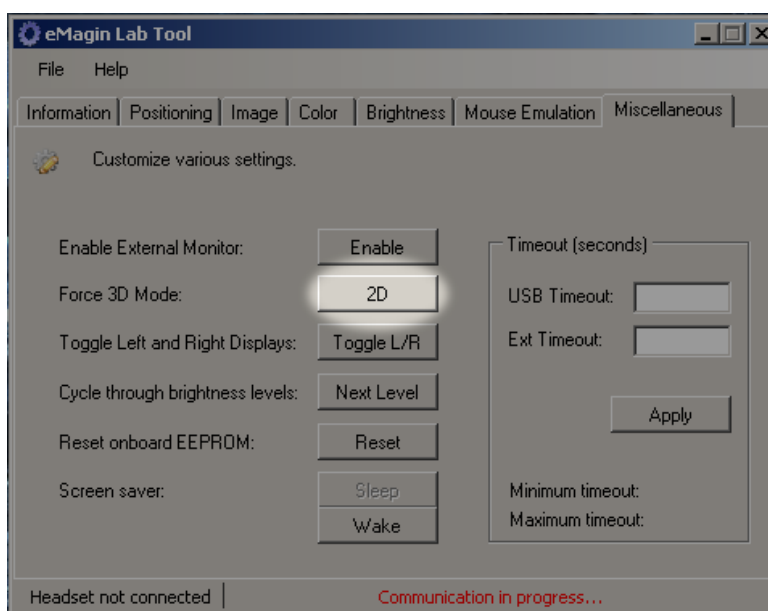 eMagin Lab Tool
File Help
Information Positioning Image Color Brightness Mouse Emulation Miscellaneous
Customize various settings.
Enable External Monitor: Enable
Force 3D Mode: 2D
Toggle Left and Right Displays: Toggle L/R
Cycle through brightness levels: Next Level
Reset onboard EEPROM: Reset
Screen saver: Sleep
Wake
Timeout (seconds)
USB Timeout:
Ext Timeout:
Apply
Minimum timeout:
Maximum timeout:
Headset not connected Communication in progress...